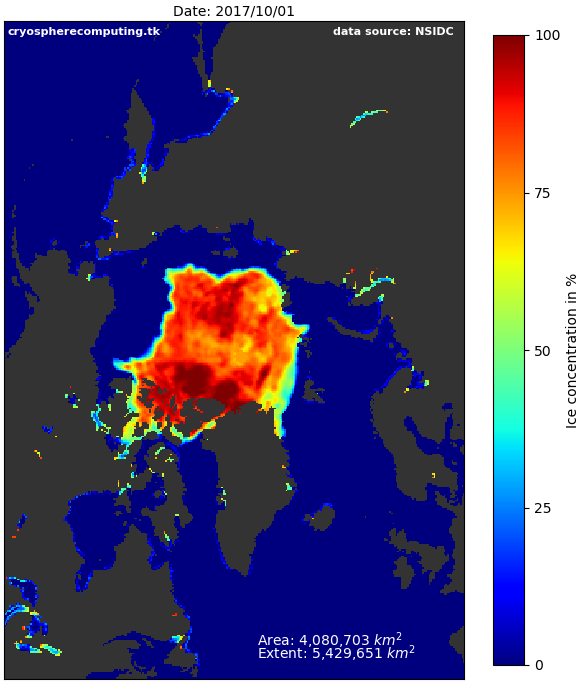 Date: 2017/10/01
cryospherecomputing.tk data source: NSIDC
100
75
50
25
0
Ice concentration in %
Area: 4,080,703 km²
Extent: 5,429,651 km²